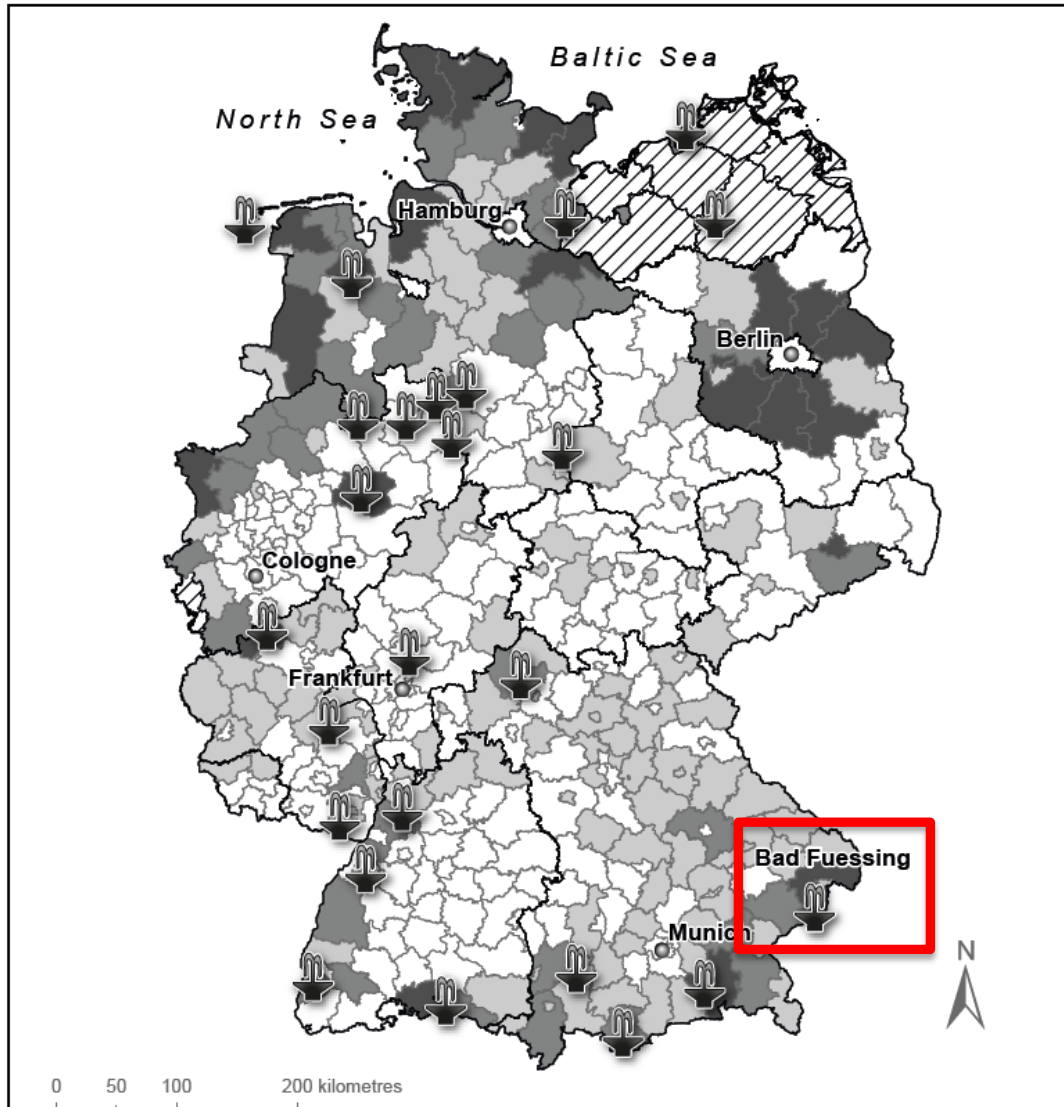 Baltic Sea
North Sea
Hamburg
Berlin
Cologne
Frankfurt
Bad Fuessing
Munich
N
0 50 100 200 kilometres